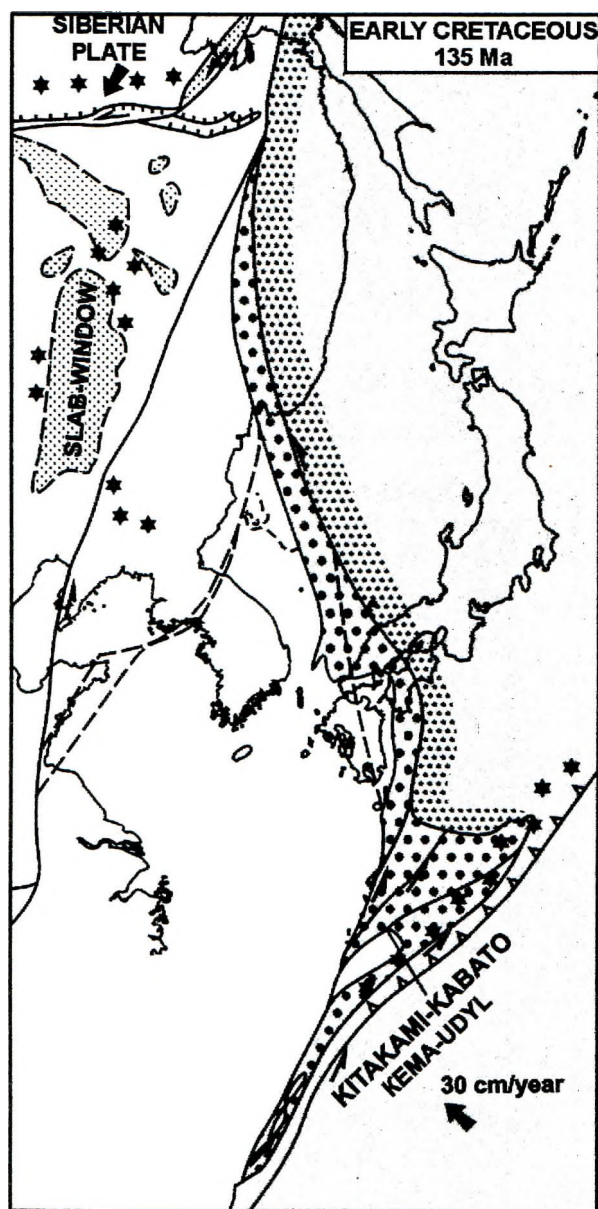 SIBERIAN
PLATE
EARLY CRETACEOUS
135 Ma
SLAB-WINDOW
KITAKAMI-KABATO
KEMA-UDYL
30 cm/year